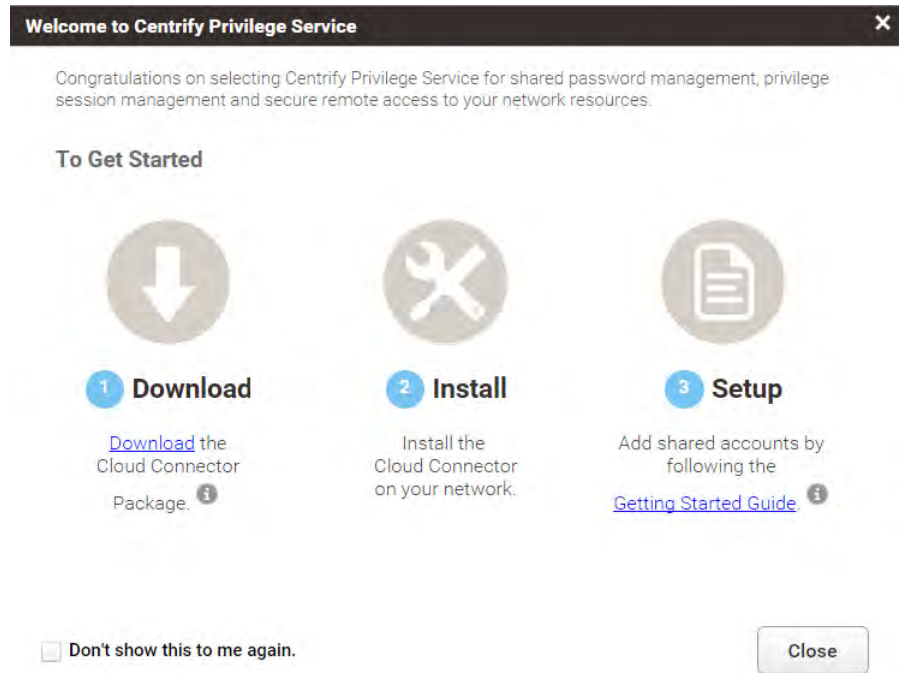 Welcome to Centrify Privilege Service
Congratulations on selecting Centrify Privilege Service for shared password management, privilege
session management and secure remote access to your network resources.
To Get Started
1 Download
Download the
Cloud Connector
Package.
2 Install
Install the
Cloud Connector
on your network.
3 Setup
Add shared accounts by
following the
Getting Started Guide.
Don't show this to me again.
Close